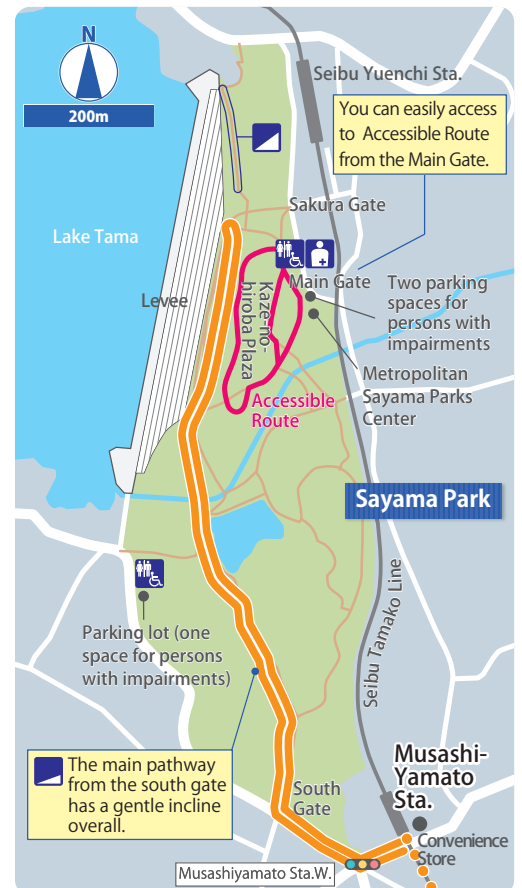 N
200m
Seibu Yuenchi Sta.
You can easily access
to Accessible Route
from the Main Gate.
Sakura Gate
Lake Tama
Main Gate
Levee
Kaze-no-
hiroba Plaza
Two parking
spaces for
persons with
impairments
Metropolitan
Sayama Parks
Center
Accessible
Route
Sayama Park
Seibu Tamako Line
Parking lot (one
space for persons
with impairments)
The main pathway
from the south gate
has a gentle incline
overall.
South
Gate
Musashi-
Yamato
Sta.
Convenience
Store
Musashiyamato Sta.W.